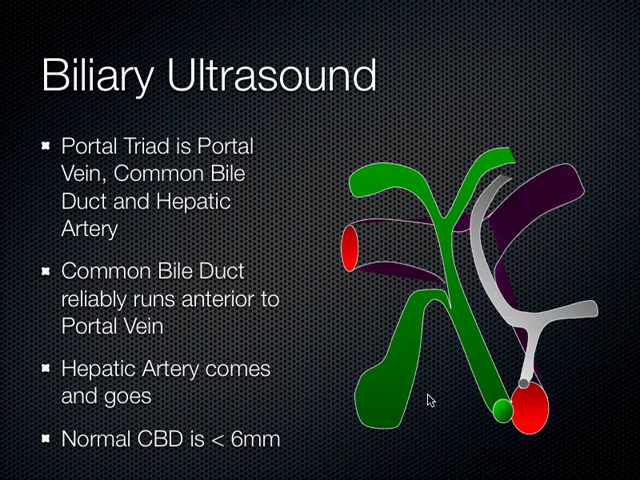 Biliary Ultrasound
Portal Triad is Portal
Vein, Common Bile
Duct and Hepatic
Artery
Common Bile Duct
reliably runs anterior to
Portal Vein
Hepatic Artery comes
and goes
Normal CBD is < 6mm